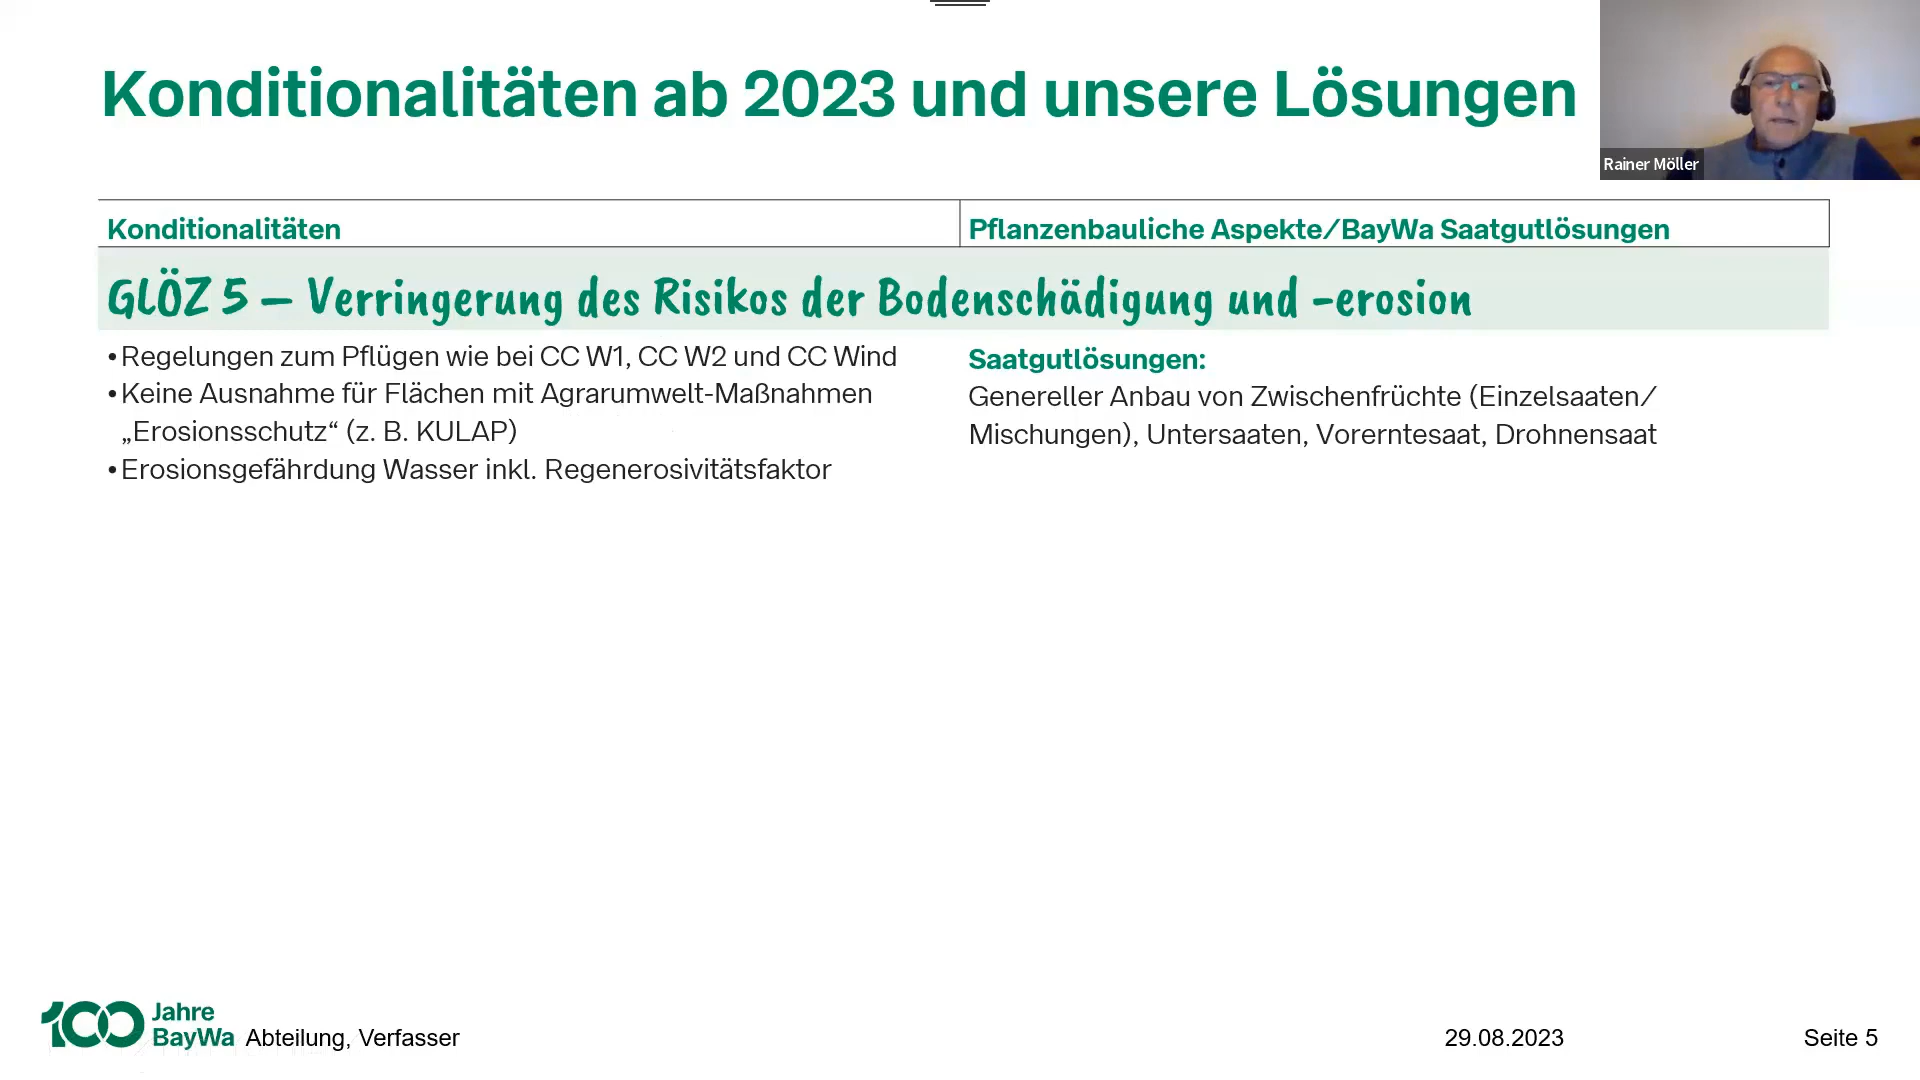 Konditionalitäten ab 2023 und unsere Lösungen
Rainer Möller
Konditionalitäten
Pflanzenbauliche Aspekte/BayWa Saatgutlösungen
GLÖZ 5 – Verringerung des Risikos der Bodenschädigung und -erosion
• Regelungen zum Pflügen wie bei CC W1, CC W2 und CC Wind
• Keine Ausnahme für Flächen mit Agrarumwelt-Maßnahmen
„Erosionsschutz“ (z. B. KULAP)
• Erosionsgefährdung Wasser inkl. Regenerosivitätsfaktor
Saatgutlösungen:
Genereller Anbau von Zwischenfrüchte (Einzelsaaten/
Mischungen), Untersaaten, Vorerntesaat, Drohnensaat
100 Jahre
BayWa
Abteilung, Verfasser
29.08.2023
Seite 5